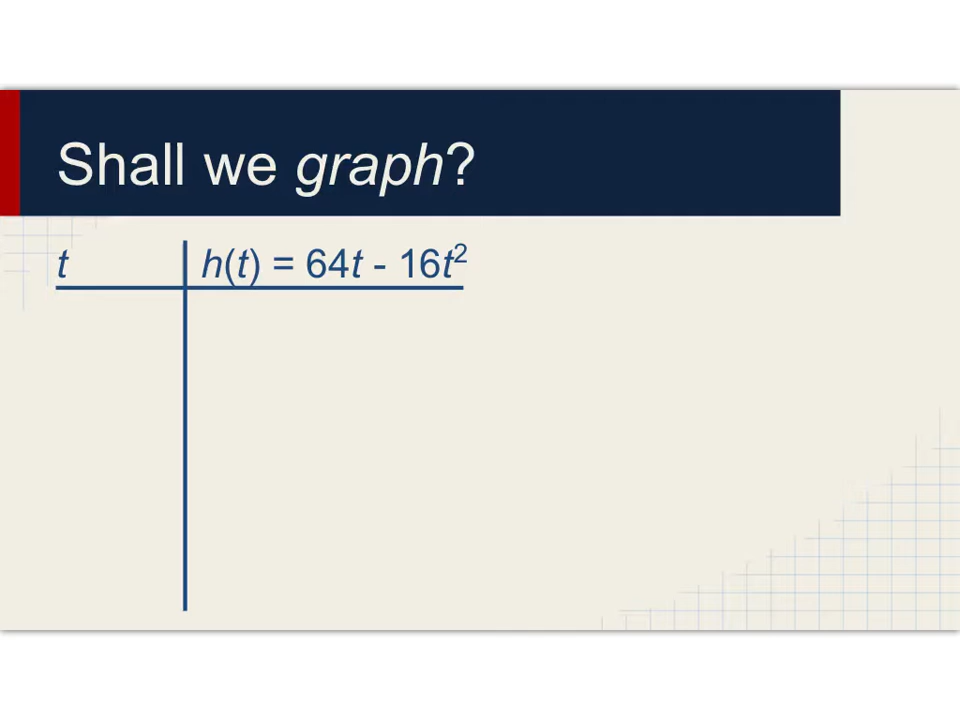 Shall we graph?
t
h(t) = 64t - 16t²